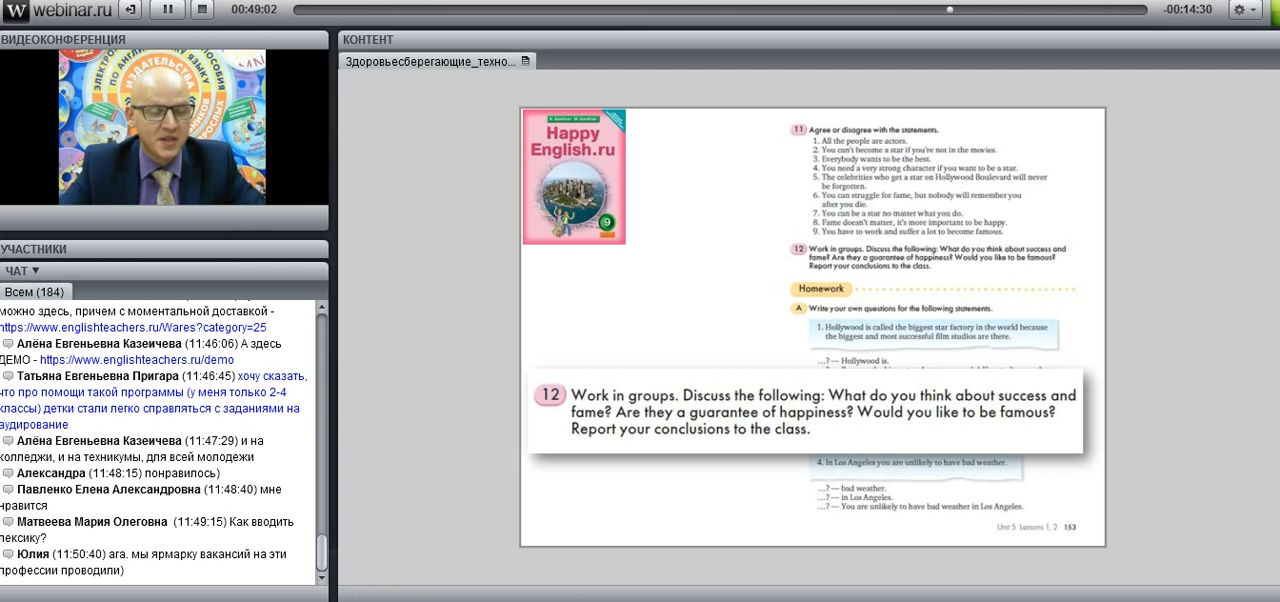 W webinar.ru
00:49:02
-00:14:30
ВИДЕОКОНФЕРЕНЦИЯ
ЭЛЕКТРО
ПО АНГЛИ
ЯЗЫКУ
ПОСОБИЯ
ИЗДАТЕЛЬСТВА
УЧАСТНИКИ
ЧАТ ▼
Всем (184)
можно здесь, причем с моментальной доставкой -
https://www.englishteachers.ru/Wares?category=25
Алёна Евгеньевна Казеичева (11:46:06) А здесь
ДЕМО - https://www.englishteachers.ru/demo
Татьяна Евгеньевна Пригара (11:46:45) хочу сказать,
что про помощи такой программы (у меня только 2-4
классы) детки стали легко справляться с заданиями на
аудирование
Алёна Евгеньевна Казеичева (11:47:29) и на
колледжи, и на техникумы, для всей молодежи
Александра (11:48:15) понравилось)
Павленко Елена Александровна (11:48:40) мне
нравится
Матвеева Мария Олеговна (11:49:15) Как вводить
лексику?
Юлия (11:50:40) ага. мы ярмарку вакансий на эти
профессии проводили)
КОНТЕНТ
Здоровьесберегающие_техно...
Happy
English.ru
9
11 Agree or disagree with the statements.
1. All the people are actors.
2. You can't become a star if you're not in the movies.
3. Everybody wants to be the best.
4. You need a very strong character if you want to be a star.
5. The celebrities who get a star on Hollywood Boulevard will never
be forgotten.
6. You can struggle for fame, but nobody will remember you
after you die.
7. You can be a star no matter what you do.
8. Fame doesn't matter, it's more important to be happy.
9. You have to work and suffer a lot to become famous.
12 Work in groups. Discuss the following: What do you think about success and
fame? Are they a guarantee of happiness? Would you like to be famous?
Report your conclusions to the class.
Homework
A Write your own questions for the following statements.
1. Hollywood is called the biggest star factory in the world because
the biggest and most successful film studios are there.
...? — Hollywood is.
12 Work in groups. Discuss the following: What do you think about success and
fame? Are they a guarantee of happiness? Would you like to be famous?
Report your conclusions to the class.
4. In Los Angeles you are unlikely to have bad weather.
...? — bad weather.
...? — in Los Angeles.
...? — You are unlikely to have bad weather in Los Angeles.
Unit 5 Lessons 1, 2 153